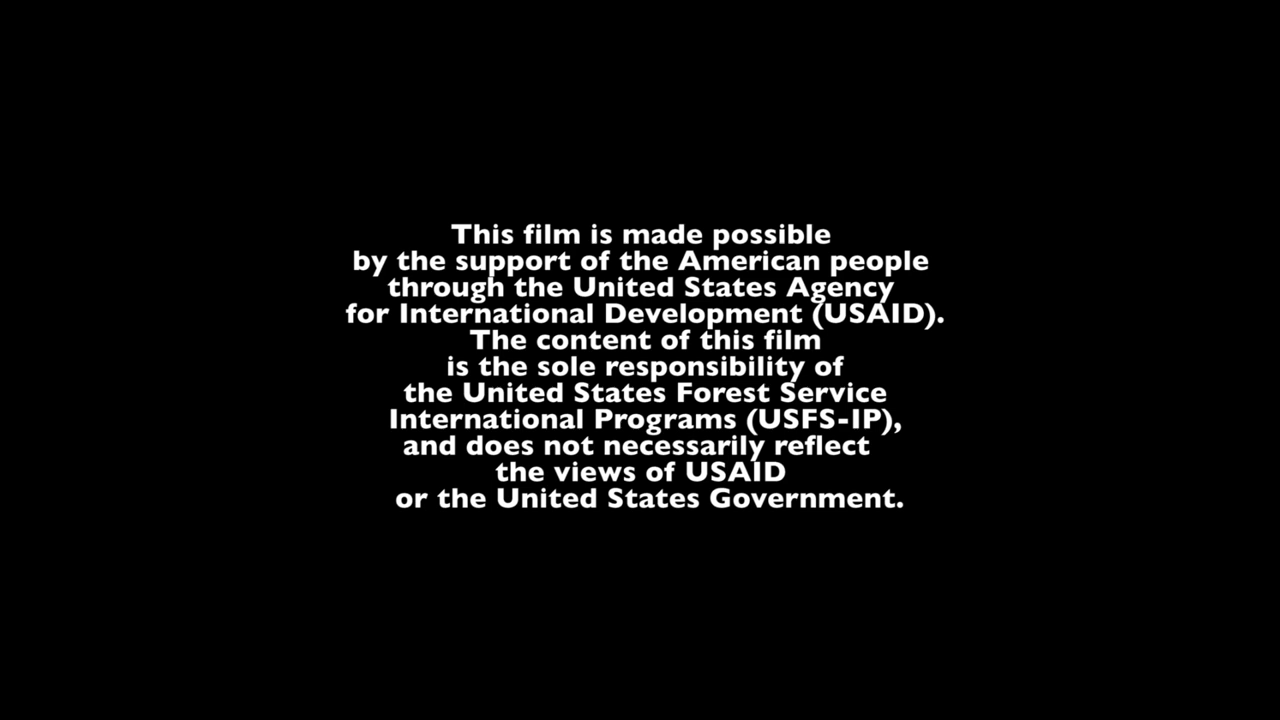 This film is made possible
by the support of the American people
through the United States Agency
for International Development (USAID).
The content of this film
is the sole responsibility of
the United States Forest Service
International Programs (USFS-IP),
and does not necessarily reflect
the views of USAID
or the United States Government.